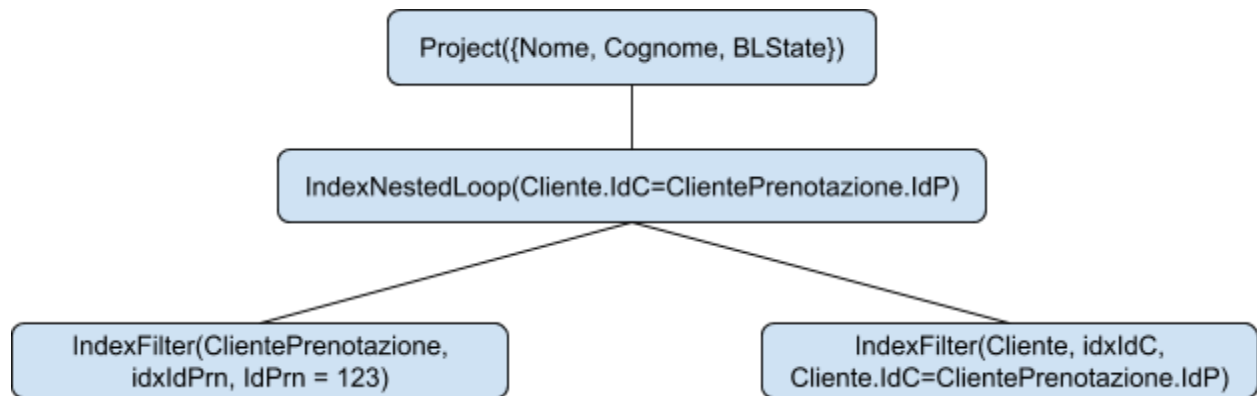 Project({Nome, Cognome, BLState})
IndexNestedLoop(Cliente.IdC=ClientePrenotazione.IdP)
IndexFilter(ClientePrenotazione,
idxIdPrn, IdPrn = 123)
IndexFilter(Cliente, idxIdC,
Cliente.IdC=ClientePrenotazione.IdP)